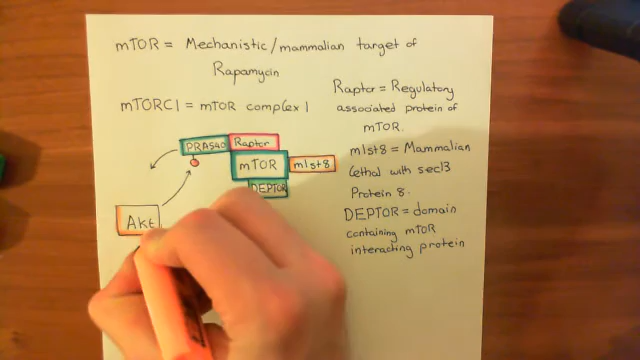 mTOR = Mechanistic/mammalian target of
Rapamycin
mTORC1 = mTOR complex 1
PRAS40 Raptor
mTOR mlst8
DEPTOR
Akt
Raptor = Regulatory
associated protein of
mTOR.
mlst8 = Mammalian
lethal with sec13
Protein 8.
DEPTOR = domain
containing mTOR
interacting protein